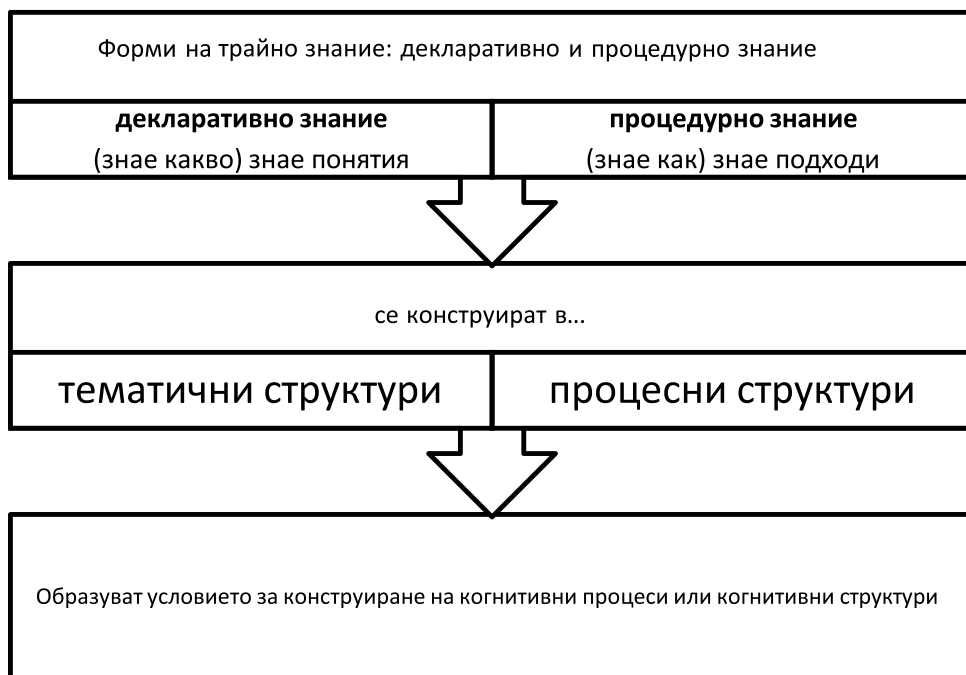 Форми на трайно знание: декларативно и процедурно знание
декларативно знание
(знае какво) знае понятия
процедурно знание
(знае как) знае подходи
се конструират в...
тематични структури
процесни структури
Образуват условието за конструиране на когнитивни процеси или когнитивни структури